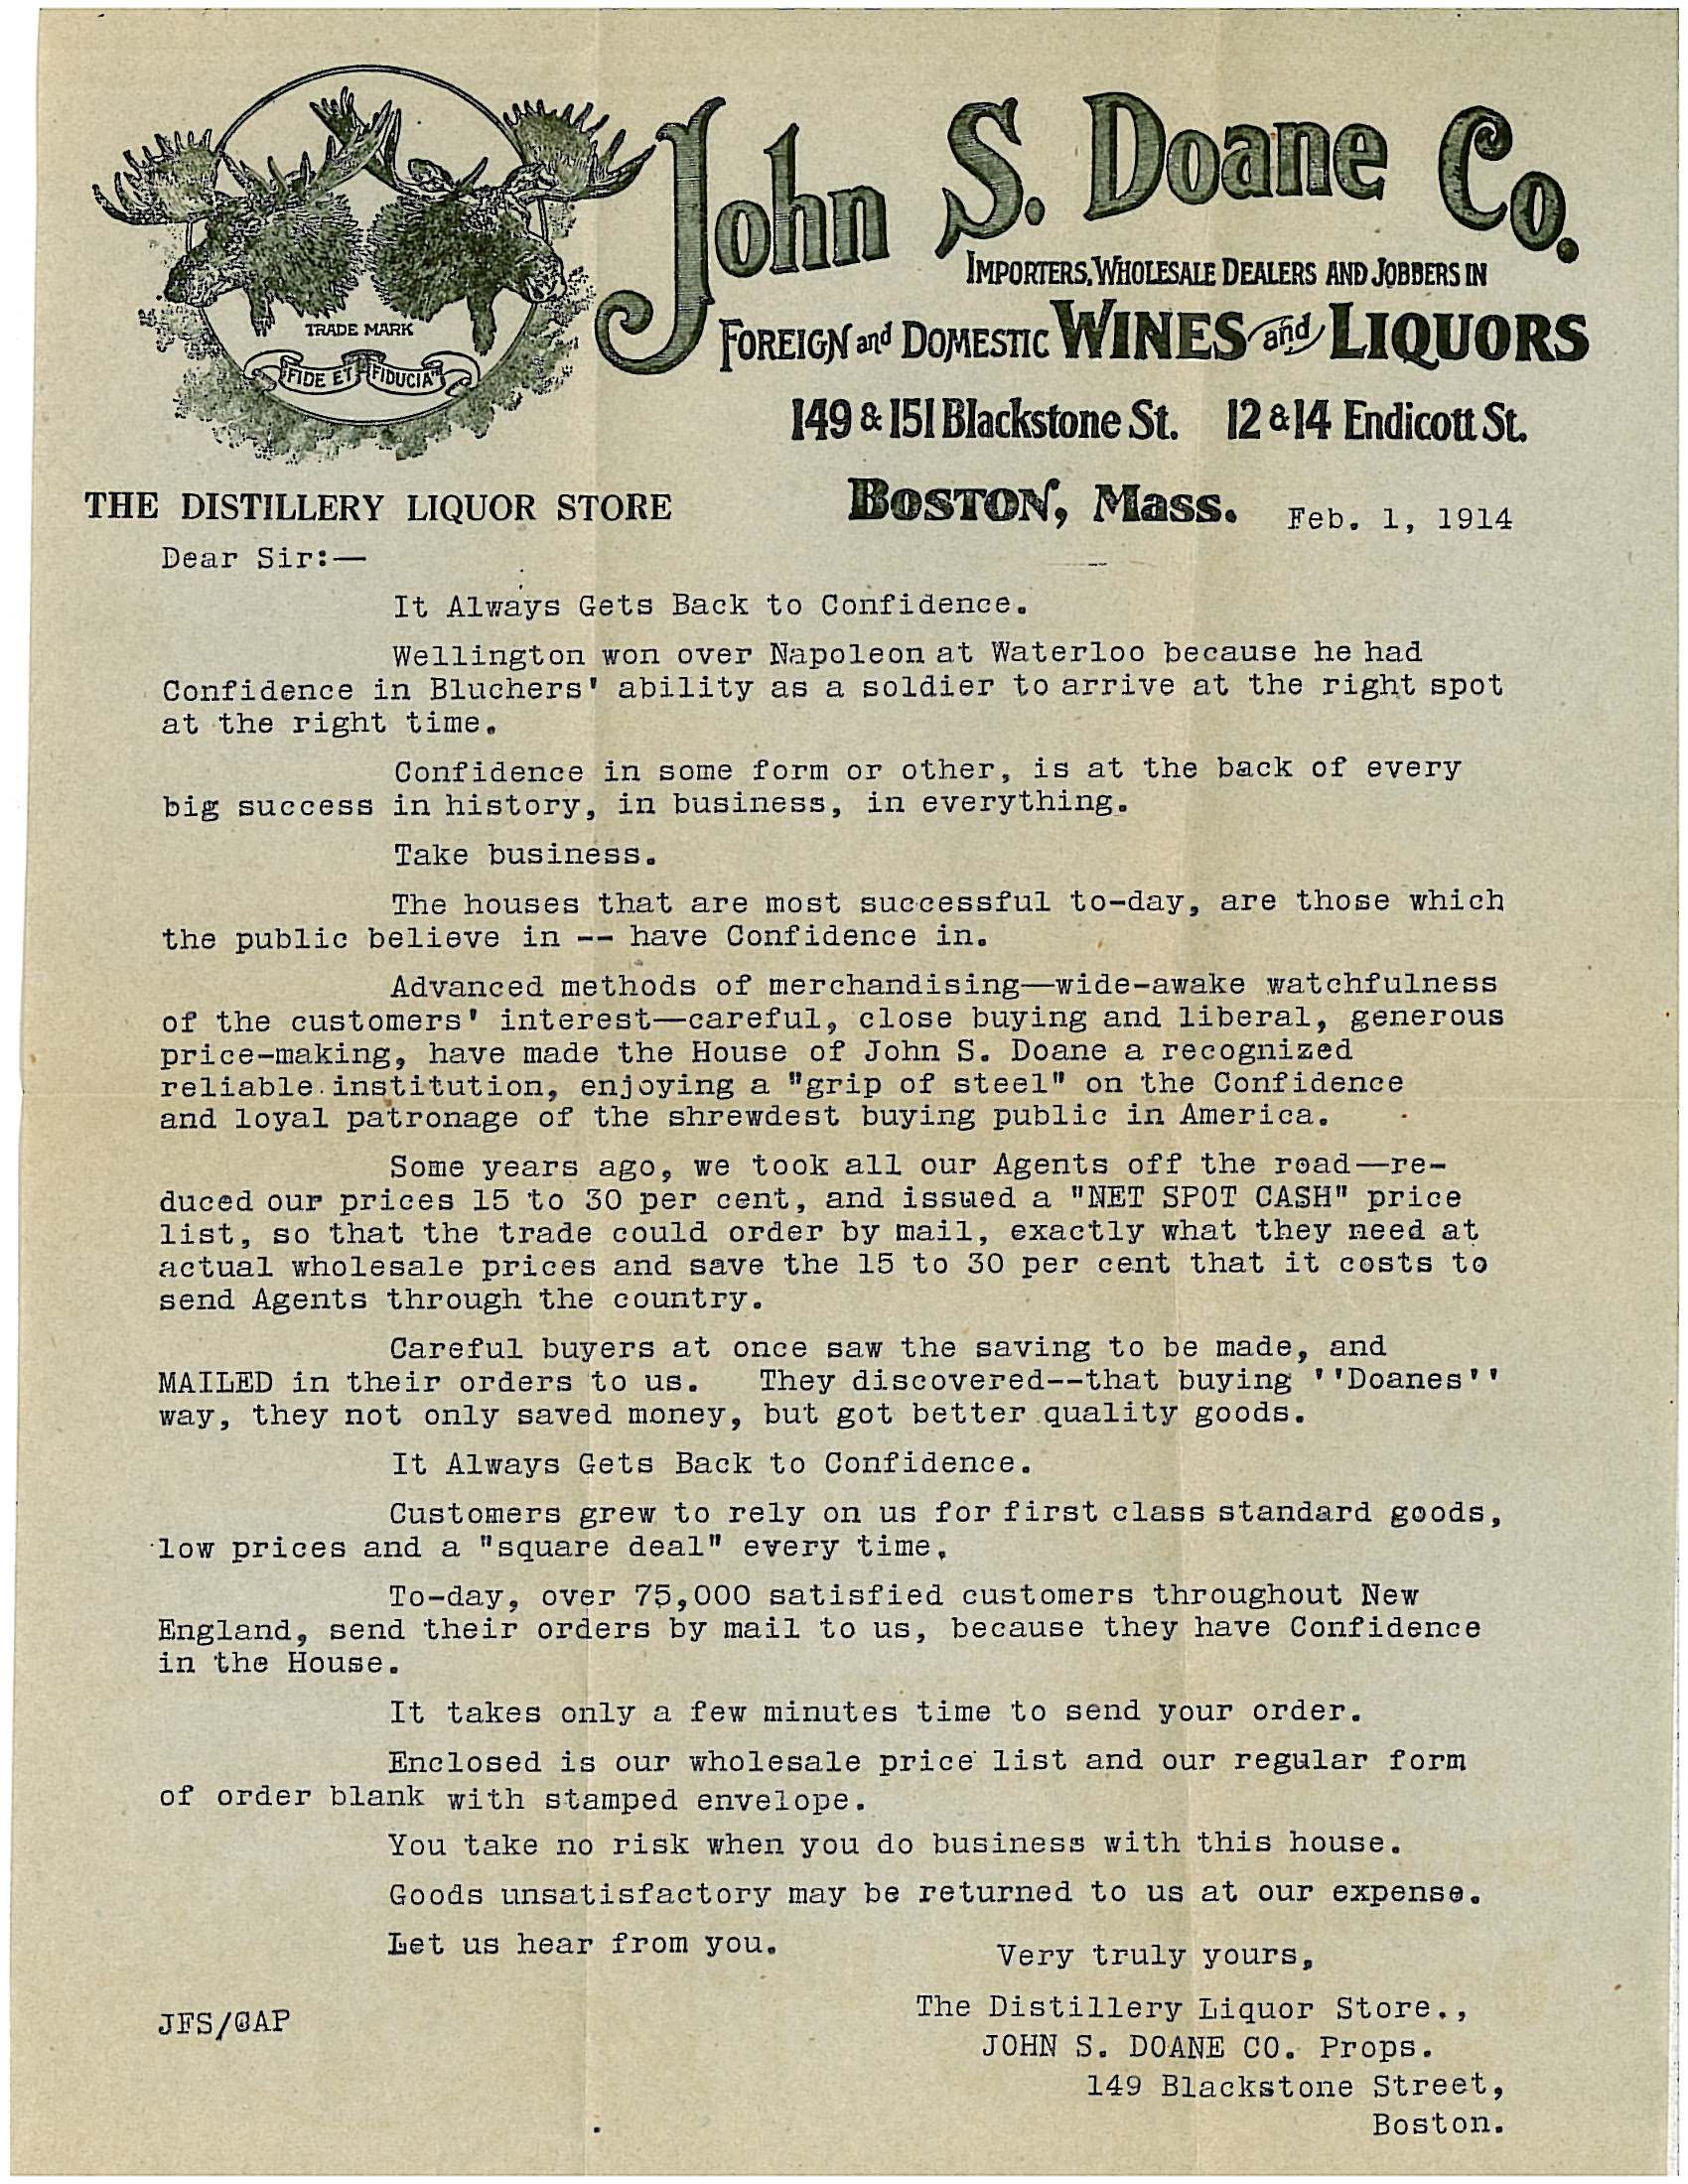 John S. Doane Co.
IMPORTERS, WHOLESALE DEALERS AND JOBBERS IN
FOREIGN and DOMESTIC WINES and LIQUORS
TRADE MARK
"FIDE ET FIDUCIA"
149 & 151 Blackstone St. 12 & 14 Endicott St.
THE DISTILLERY LIQUOR STORE
BOSTON, Mass. Feb. 1, 1914
Dear Sir:—
It Always Gets Back to Confidence.
Wellington won over Napoleon at Waterloo because he had
Confidence in Bluchers' ability as a soldier to arrive at the right spot
at the right time.
Confidence in some form or other, is at the back of every
big success in history, in business, in everything.
Take business.
The houses that are most successful to-day, are those which
the public believe in -- have Confidence in.
Advanced methods of merchandising—wide-awake watchfulness
of the customers' interest—careful, close buying and liberal, generous
price-making, have made the House of John S. Doane a recognized
reliable institution, enjoying a "grip of steel" on the Confidence
and loyal patronage of the shrewdest buying public in America.
Some years ago, we took all our Agents off the road—re-
duced our prices 15 to 30 per cent, and issued a "NET SPOT CASH" price
list, so that the trade could order by mail, exactly what they need at
actual wholesale prices and save the 15 to 30 per cent that it costs to
send Agents through the country.
Careful buyers at once saw the saving to be made, and
MAILED in their orders to us. They discovered--that buying ''Doanes''
way, they not only saved money, but got better quality goods.
It Always Gets Back to Confidence.
Customers grew to rely on us for first class standard goods,
low prices and a "square deal" every time.
To-day, over 75,000 satisfied customers throughout New
England, send their orders by mail to us, because they have Confidence
in the House.
It takes only a few minutes time to send your order.
Enclosed is our wholesale price list and our regular form
of order blank with stamped envelope.
You take no risk when you do business with this house.
Goods unsatisfactory may be returned to us at our expense.
Let us hear from you.
Very truly yours,
The Distillery Liquor Store.,
JFS/GAP
JOHN S. DOANE CO. Props.
149 Blackstone Street,
Boston.